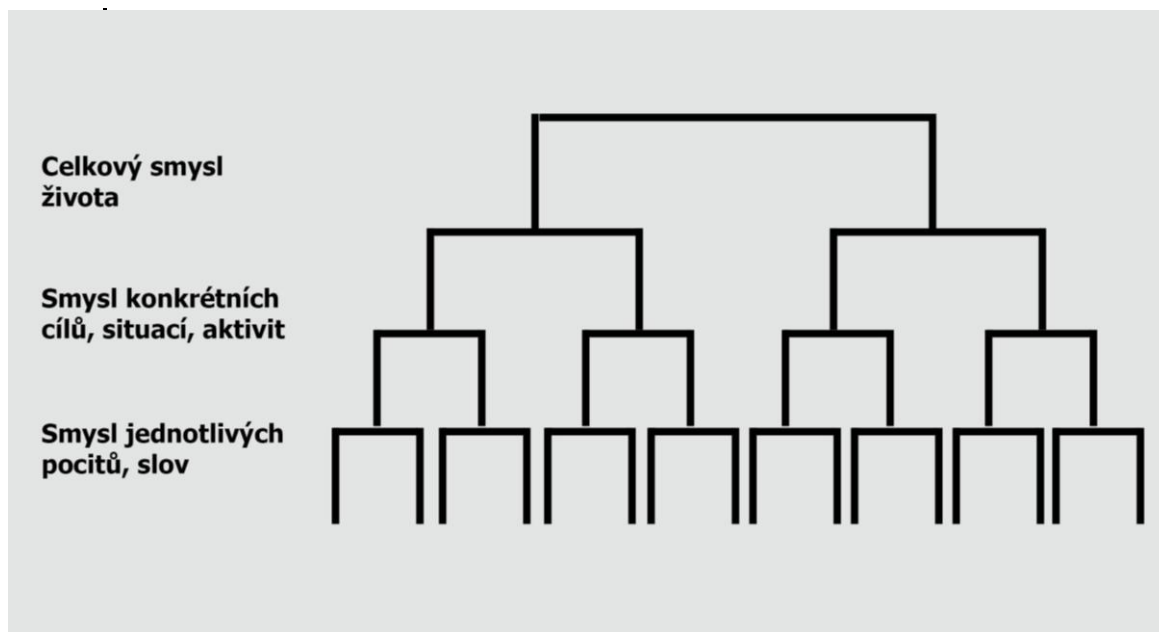 Celkový smysl
života
Smysl konkrétních
cílů, situací, aktivit
Smysl jednotlivých
pocitů, slov